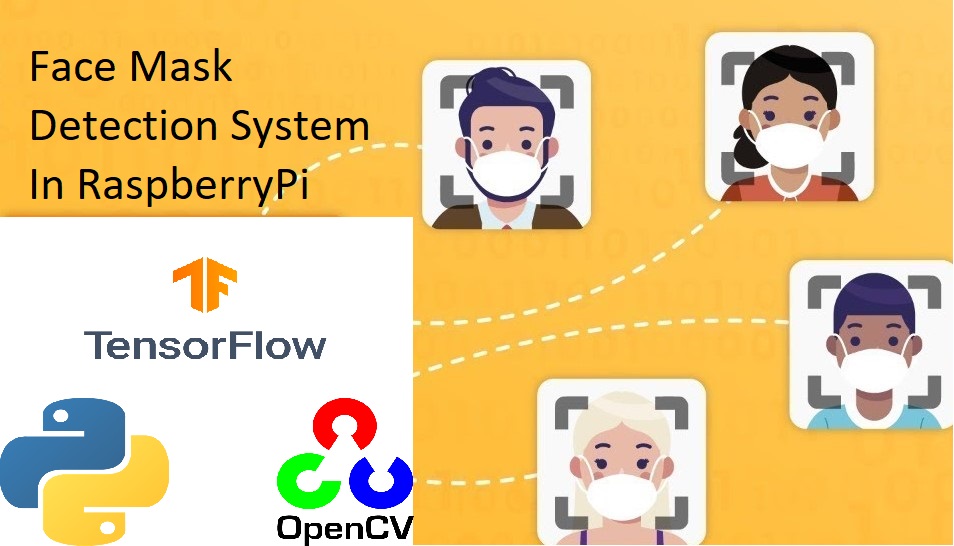 Face Mask
Detection System
In RaspberryPi
TensorFlow
OpenCV